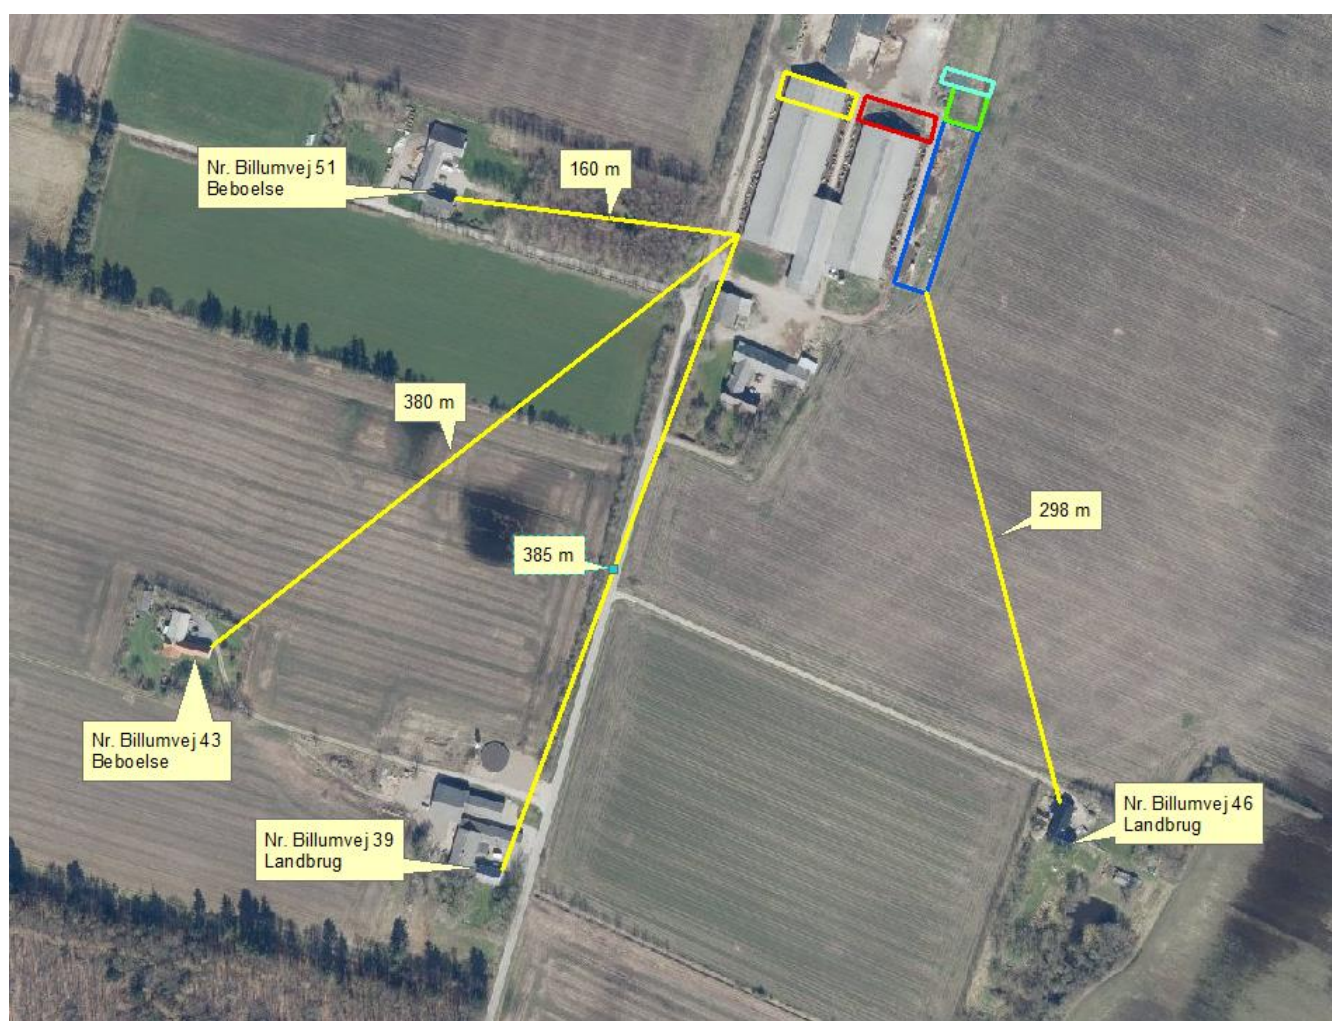 Nr. Billumvej 51
Beboelse
160 m
380 m
298 m
385 m
Nr. Billumvej 43
Beboelse
Nr. Billumvej 46
Landbrug
Nr. Billumvej 39
Landbrug